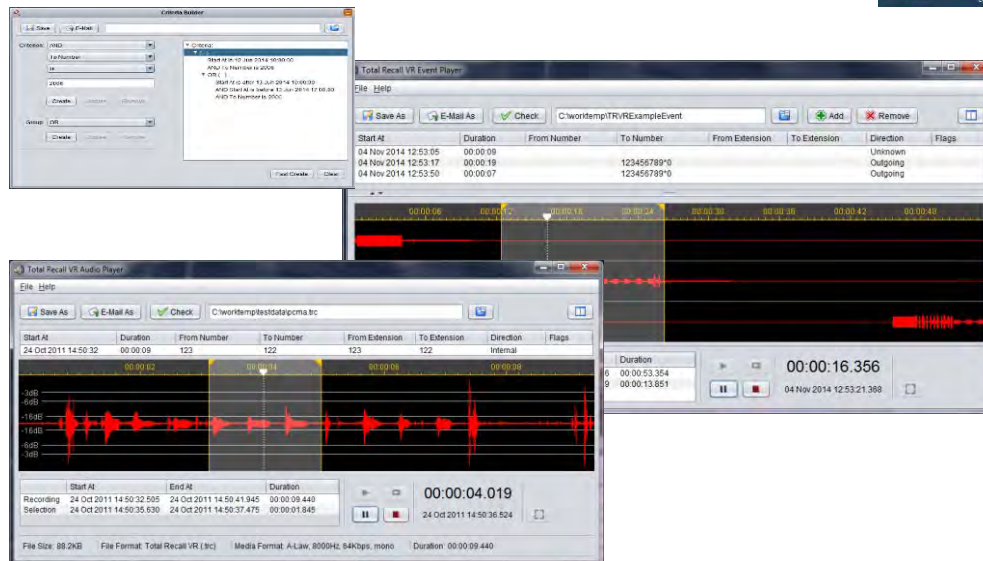 Criteria Builder
Save E-Mail
Criterion: AND
To Number
is
2006
Create Update Remove
Group: OR
Create Update Remove
Criteria:
Start At is 10 Jun 2014 10:00:00
AND To Number is 2006
OR ( )
Start At is after 13 Jun 2014 10:00:00
AND To Number is 2000
Fast Create Clear
Total Recall VR Event Player
File Help
Save As E-Mail As Check C:\worktemp\TRVRExampleEvent Add Remove
Start At Duration From Number To Number From Extension To Extension Direction Flags
04 Nov 2014 12:53:05 00:00:09 Unknown
04 Nov 2014 12:53:17 00:00:19 123456789*0 Outgoing
04 Nov 2014 12:53:50 00:00:07 123456789*0 Outgoing
00:00:06 00:00:12 00:00:18 00:00:24 00:00:30 00:00:36 00:00:42 00:00:48
Duration
6 00:00:53.354
9 00:00:13.851
00:00:16.356
04 Nov 2014 12:53:21.368
Total Recall VR Audio Player
File Help
Save As E-Mail As Check C:\worktemp\testdata\pcma.trc
Start At Duration From Number To Number From Extension To Extension Direction Flags
24 Oct 2011 14:50:32 00:00:09 123 122 123 122 Internal
00:00:02 00:00:04 00:00:06 00:00:08
-3dB
-6dB
-16dB
-16dB
-6dB
-3dB
Start At End At Duration
Recording 24 Oct 2011 14:50:32.505 24 Oct 2011 14:50:41.945 00:00:09.440
Selection 24 Oct 2011 14:50:35.630 24 Oct 2011 14:50:37.475 00:00:01.845
00:00:04.019
24 Oct 2011 14:50:36.524
File Size: 88.2KB File Format: Total Recall VR (.trc) Media Format: A-Law, 8000Hz, 64Kbps, mono Duration: 00:00:09.440